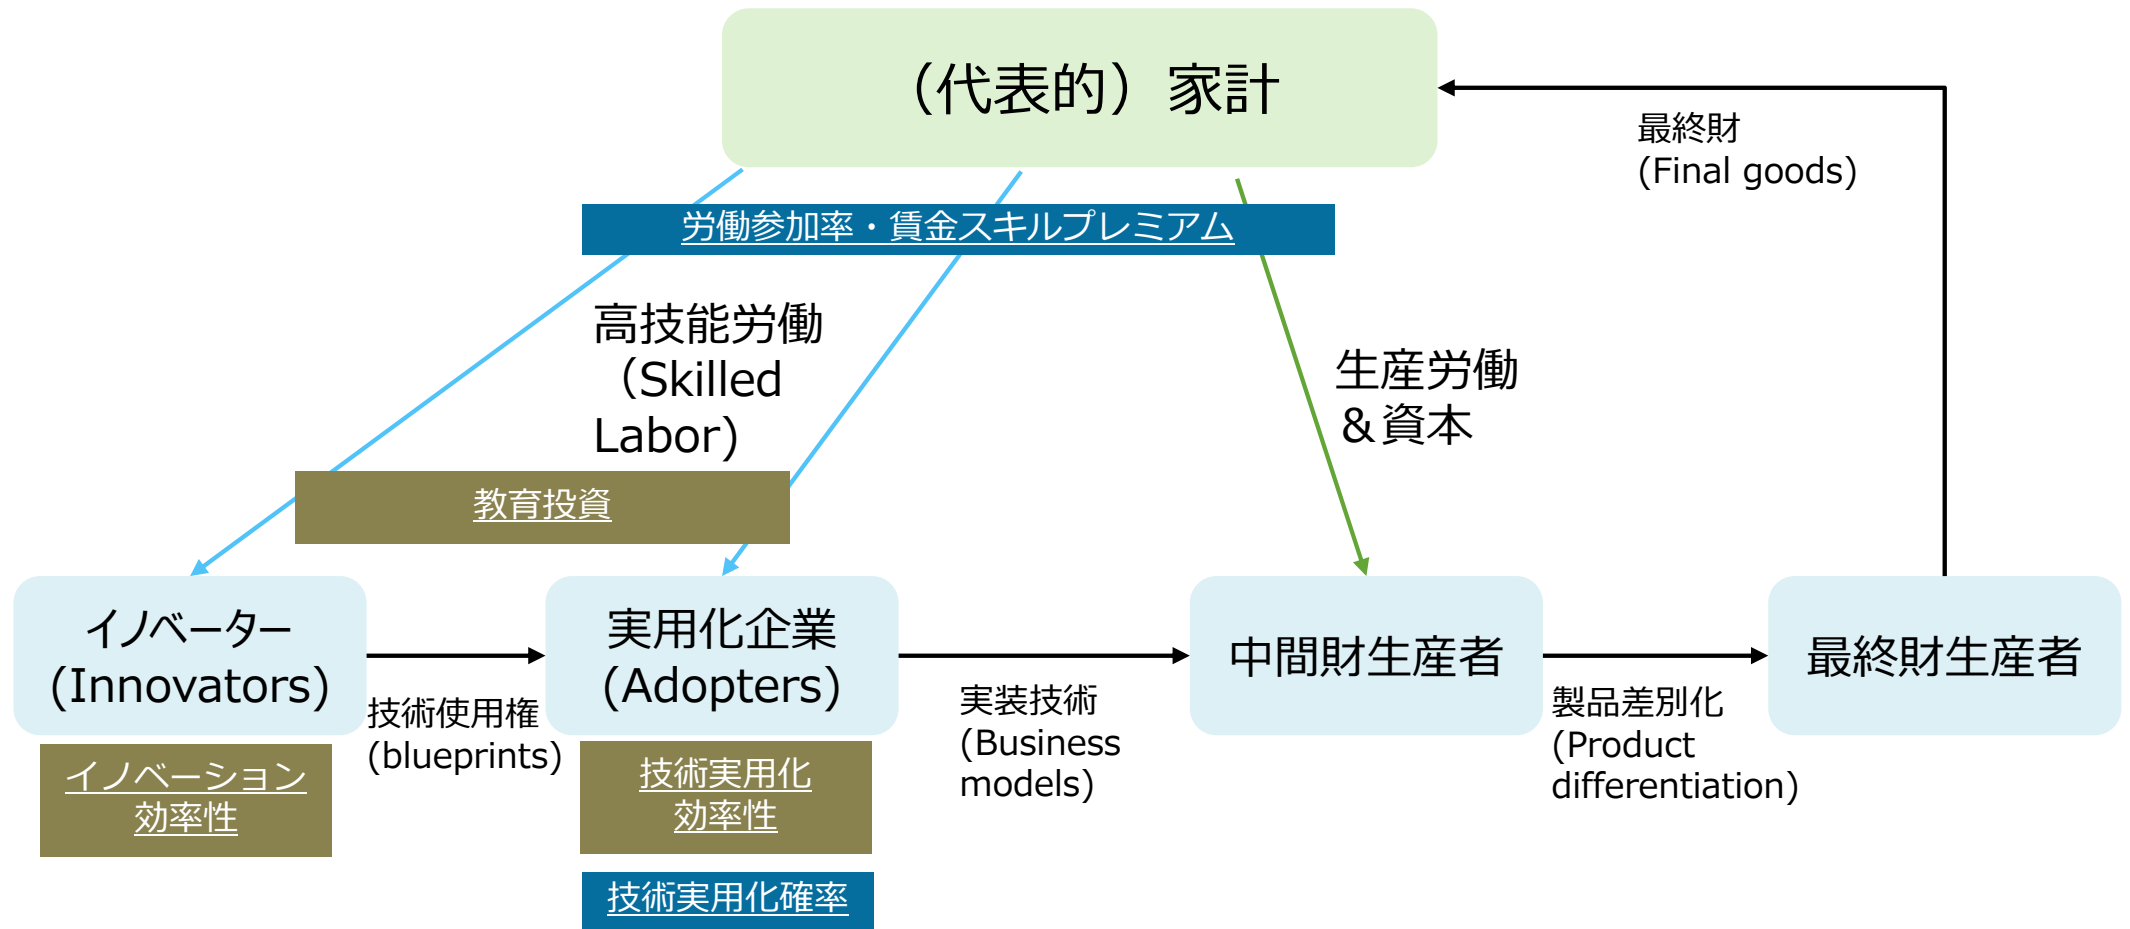 （代表的）家計
最終財
(Final goods)
労働参加率・賃金スキルプレミアム
高技能労働
（Skilled
Labor)
生産労働
＆資本
教育投資
イノベーター
(Innovators)
実用化企業
(Adopters)
中間財生産者
最終財生産者
技術使用権
(blueprints)
実装技術
(Business
models)
製品差別化
(Product
differentiation)
イノベーション
効率性
技術実用化
効率性
技術実用化確率